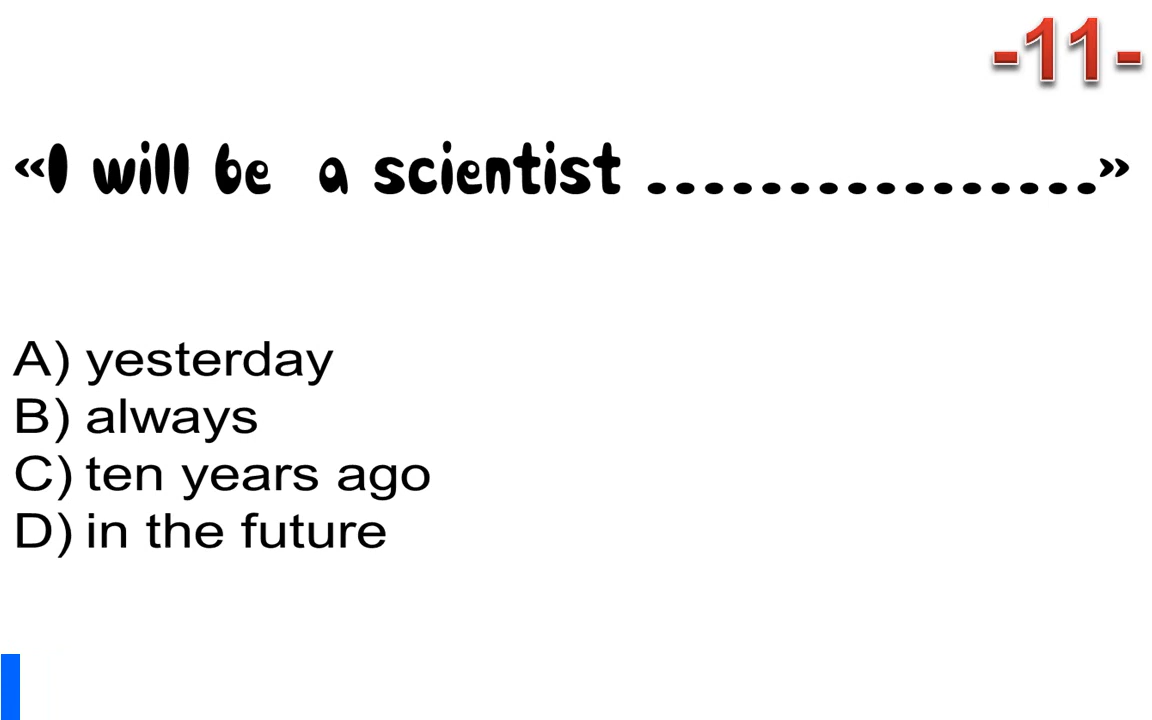 -11-
«I will be a scientist ................»
A) yesterday
B) always
C) ten years ago
D) in the future